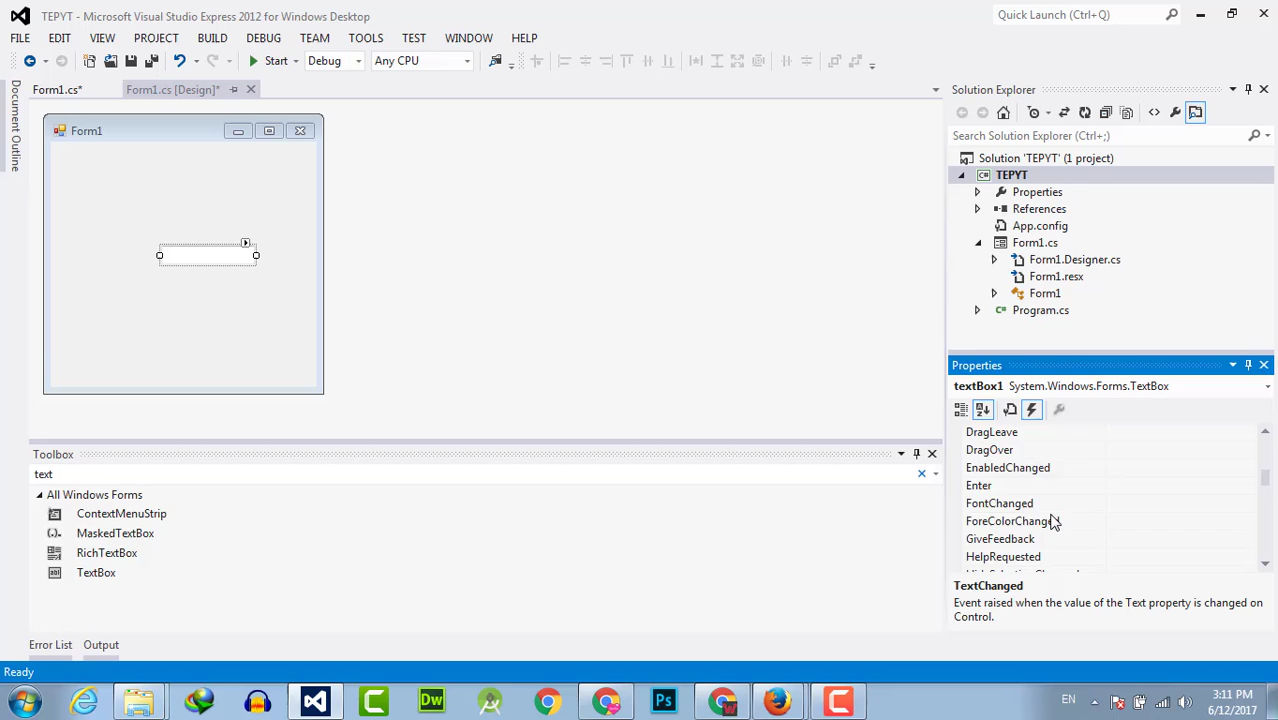 TEPYT - Microsoft Visual Studio Express 2012 for Windows Desktop
Quick Launch (Ctrl+Q)
FILE EDIT VIEW PROJECT BUILD DEBUG TEAM TOOLS TEST WINDOW HELP
Start Debug Any CPU
Document Outline
Form1.cs* Form1.cs [Design]*
Form1
Solution Explorer
Search Solution Explorer (Ctrl+;)
Solution 'TEPYT' (1 project)
C# TEPYT
Properties
References
App.config
Form1.cs
Form1.Designer.cs
Form1.resx
Form1
C# Program.cs
Properties
textBox1 System.Windows.Forms.TextBox
DragLeave
DragOver
EnabledChanged
Enter
FontChanged
ForeColorChanged
GiveFeedback
HelpRequested
HideSelectionChanged
TextChanged
Event raised when the value of the Text property is changed on
Control.
Toolbox
text
All Windows Forms
ContextMenuStrip
MaskedTextBox
RichTextBox
TextBox
Error List Output
Ready
Dw
Ps
W
EN
3:11 PM
6/12/2017